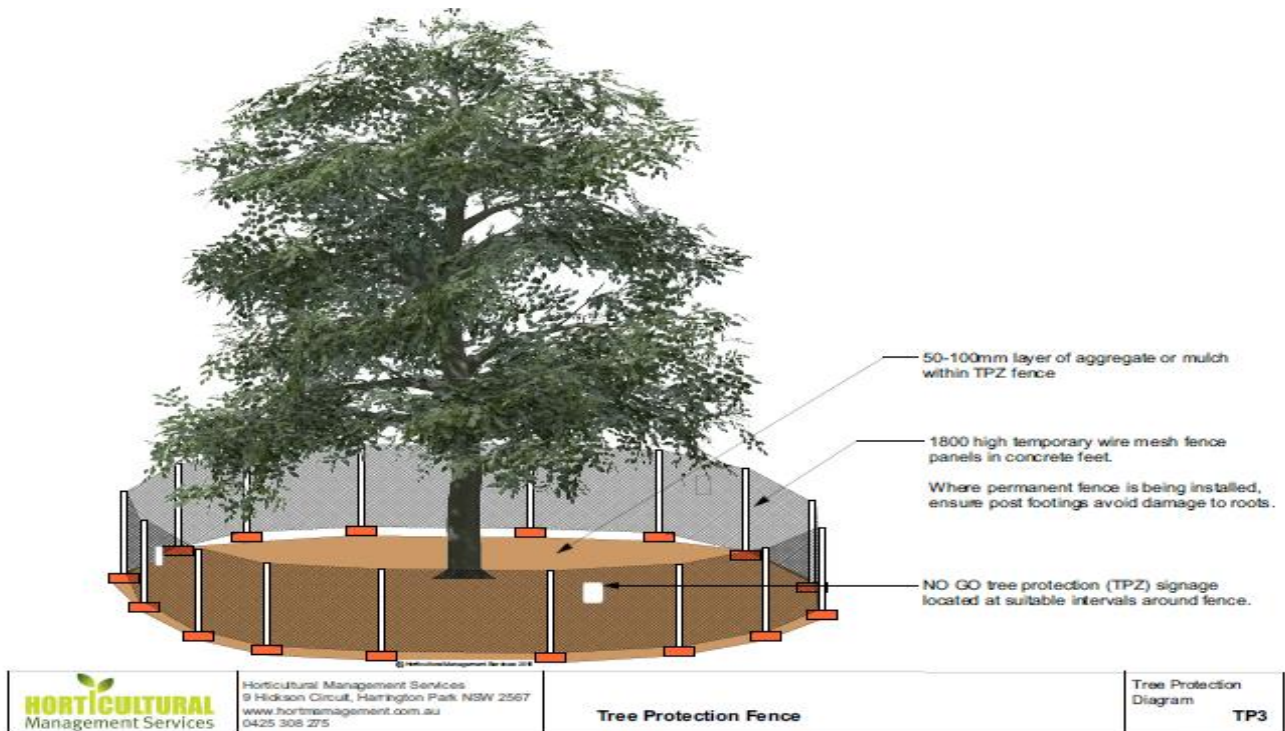 50-100mm layer of aggregate or mulch
within TPZ fence
1800 high temporary wire mesh fence
panels in concrete feet.
Where permanent fence is being installed,
ensure post footings avoid damage to roots.
NO GO tree protection (TPZ) signage
located at suitable intervals around fence.
Horticultural Management Services
HORTICULTURAL
Management Services
Horticultural Management Services
9 Hickson Circuit, Harrington Park NSW 2567
www.hortmanagement.com.au
0425 308 275
Tree Protection Fence
Tree Protection
Diagram
TP3